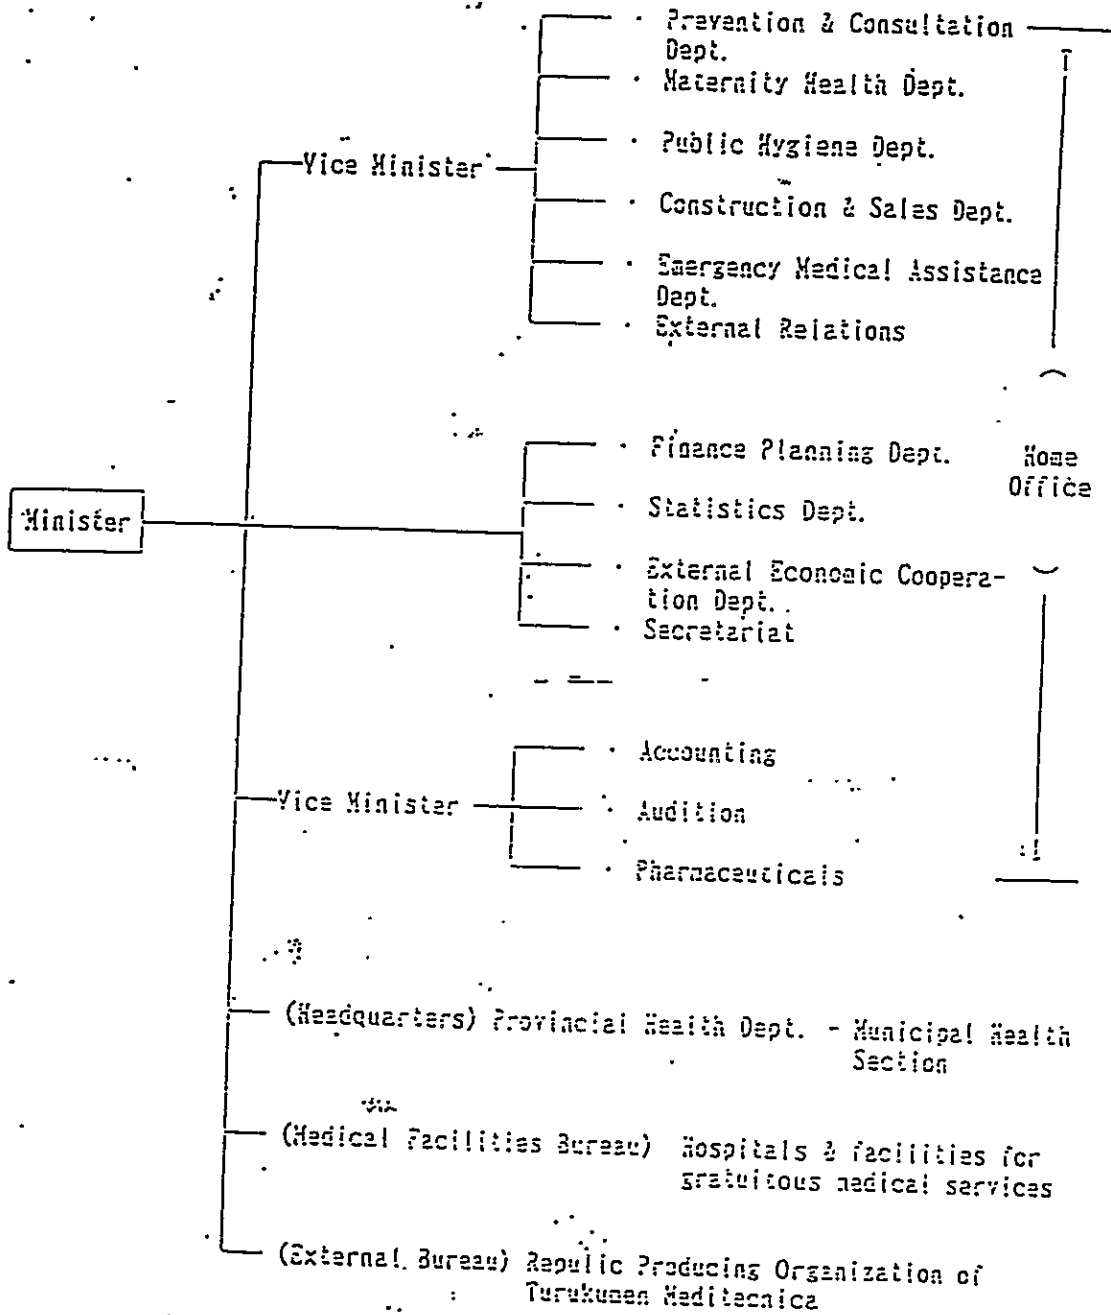 · Prevention & Consultation
Dept.
· Maternity Health Dept.
· Public Hygiene Dept.
Vice Minister
· Construction & Sales Dept.
· Emergency Medical Assistance
Dept.
· External Relations
· Finance Planning Dept.
Home
Office
Minister
· Statistics Dept.
· External Economic Coopera-
tion Dept.
· Secretariat
· Accounting
Vice Minister
· Audition
· Pharmaceuticals
(Headquarters) Provincial Health Dept. - Municipal Health
Section
(Medical Facilities Bureau) Hospitals & facilities for
gratuitous medical services
(External Bureau) Repulic Producing Organization of
Turukumen Meditecnica